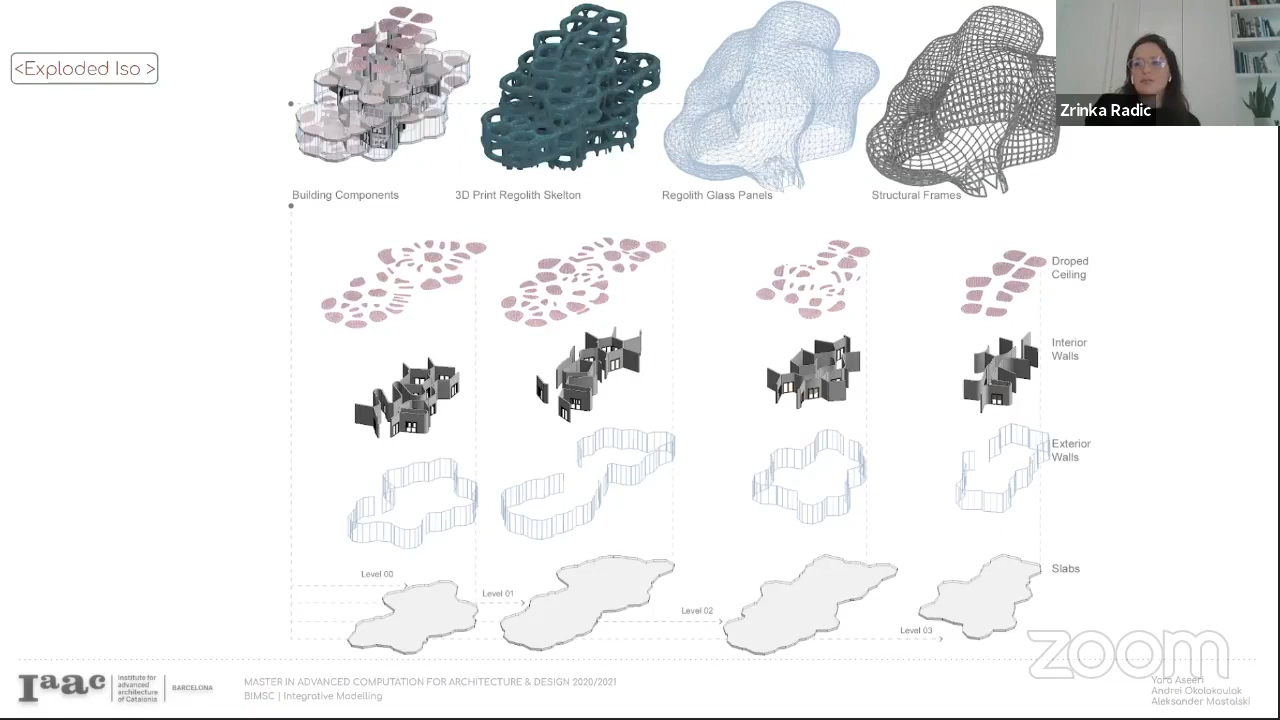 <Exploded Iso >
Zrinka Radic
Building Components
3D Print Regolith Skelton
Regolith Glass Panels
Structural Frames
Droped
Ceiling
Interior
Walls
Exterior
Walls
Slabs
Level 00
Level 01
Level 02
Level 03
zoom
Iaac
Institute for
advanced
architecture
of Catalonia
BARCELONA
MASTER IN ADVANCED COMPUTATION FOR ARCHITECTURE & DESIGN 2020/2021
BIMSC | Integrative Modelling
Yara Aseeri
Andrei Okolokoulak
Aleksander Mastalski